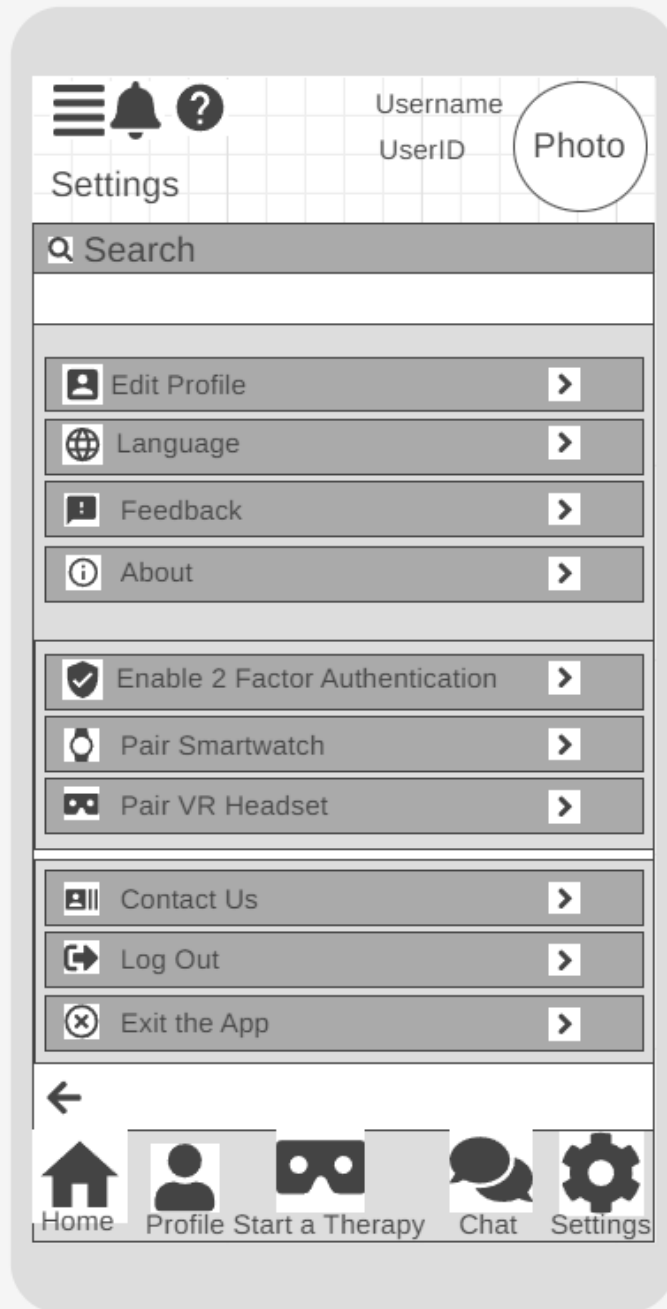 Username
UserID
Photo
Settings
Search
Edit Profile
Language
Feedback
About
Enable 2 Factor Authentication
Pair Smartwatch
Pair VR Headset
Contact Us
Log Out
Exit the App
Home Profile Start a Therapy Chat Settings